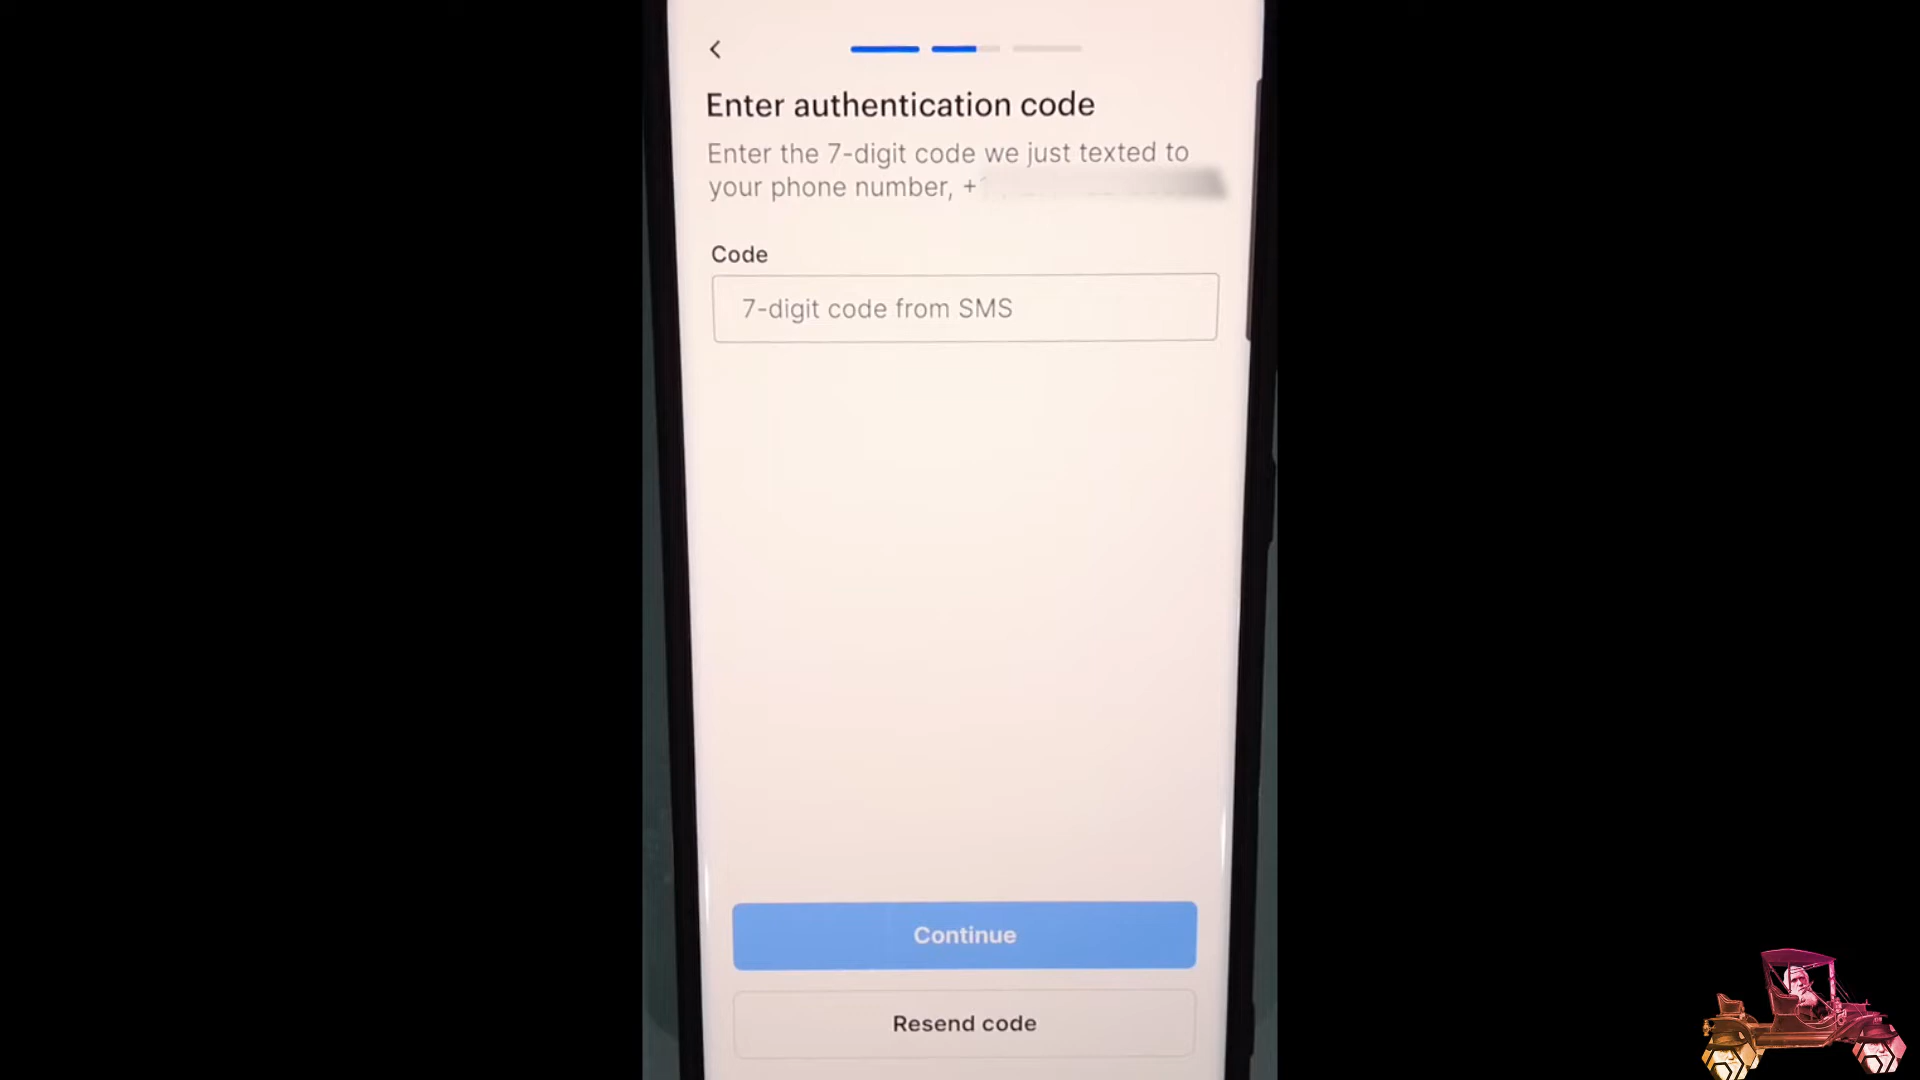 Enter authentication code
Enter the 7-digit code we just texted to
your phone number, +
Code
7-digit code from SMS
Continue
Resend code